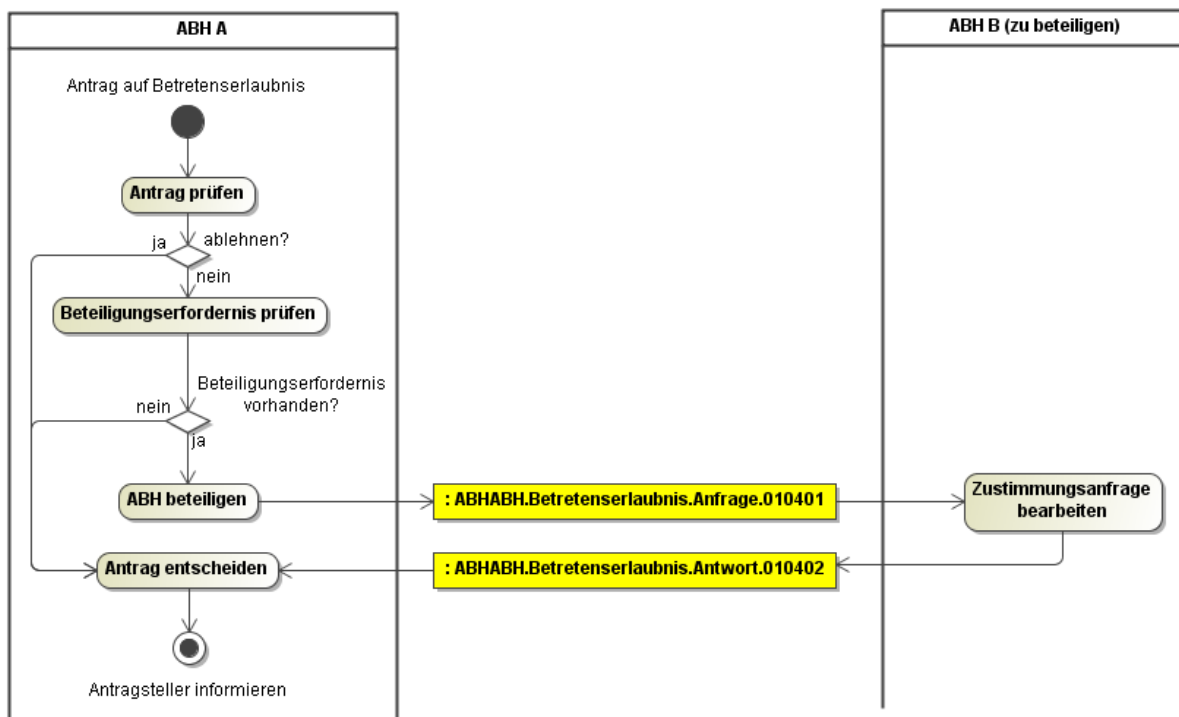 ABH A
ABH B (zu beteiligen)
Antrag auf Betretenserlaubnis
Antrag prüfen
ja
ablehnen?
nein
Beteiligungserfordernis prüfen
Beteiligungserfordernis
vorhanden?
nein
ja
ABH beteiligen
: ABHABH.Betretenserlaubnis.Anfrage.010401
Zustimmungsanfrage
bearbeiten
Antrag entscheiden
: ABHABH.Betretenserlaubnis.Antwort.010402
Antragsteller informieren